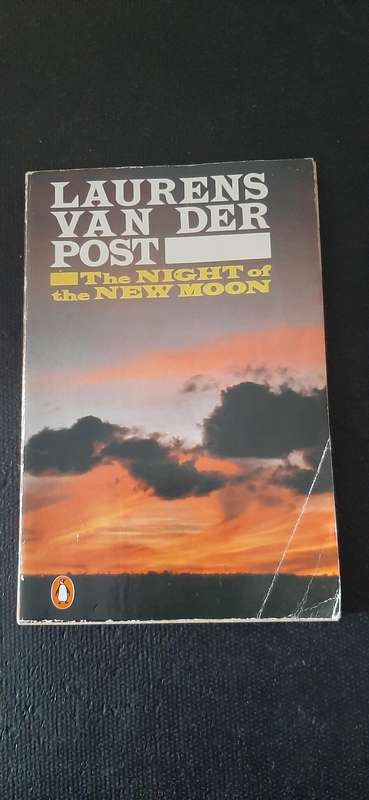 LAURENS
VAN DER
POST
The NIGHT of
the NEW MOON